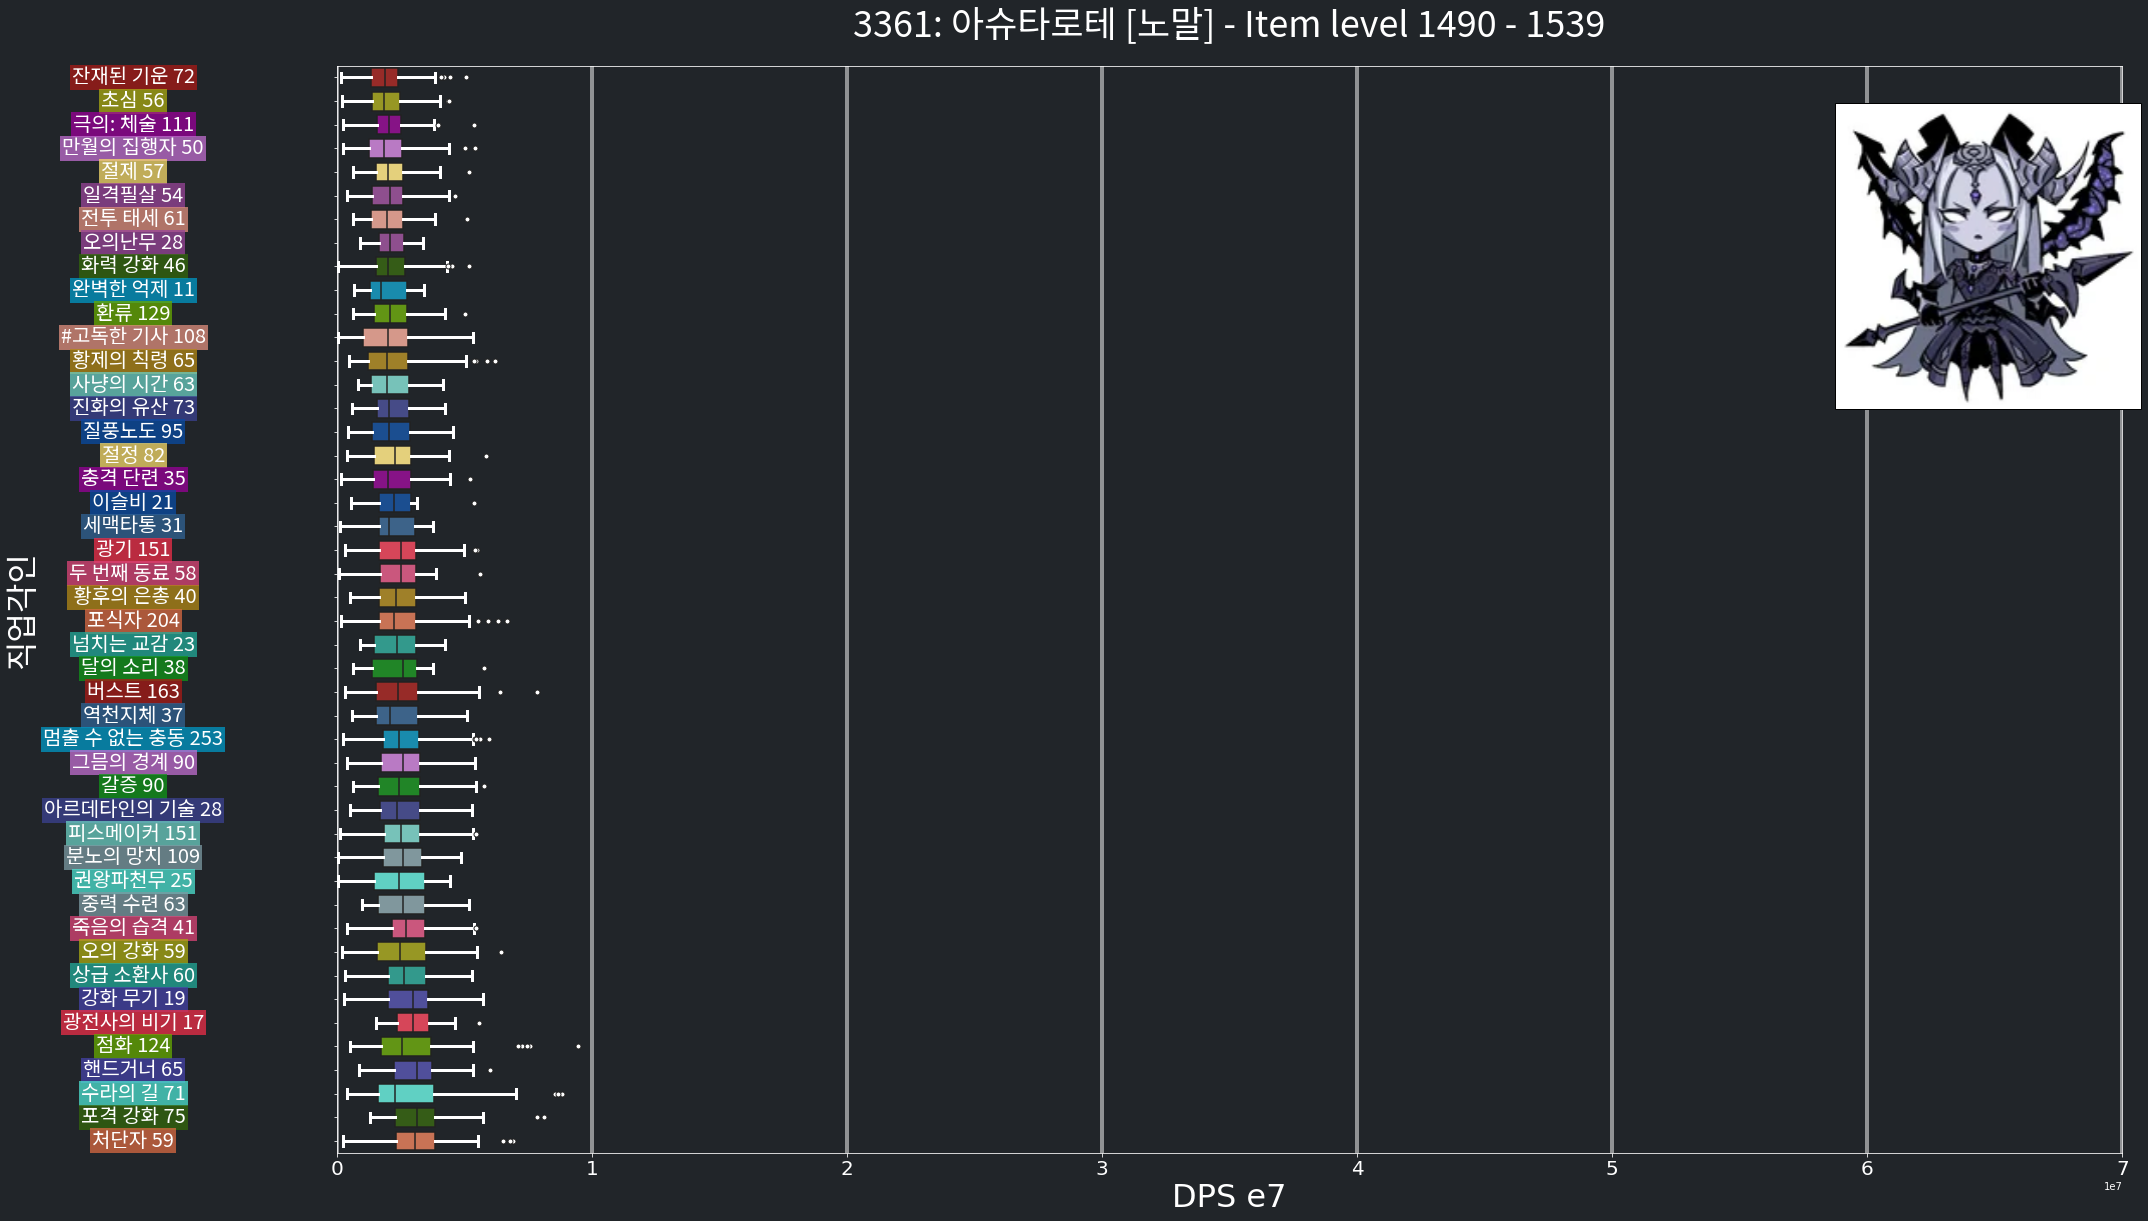 3361: 아슈타로테 [노말] - Item level 1490 - 1539
잔재된 기운 72
초심 56
극의: 체술 111
만월의 집행자 50
절제 57
일격필살 54
전투 태세 61
오의난무 28
화력 강화 46
완벽한 억제 11
환류 129
#고독한 기사 108
황제의 칙령 65
사냥의 시간 63
진화의 유산 73
질풍노도 95
절정 82
충격 단련 35
이슬비 21
세맥타통 31
광기 151
두 번째 동료 58
황후의 은총 40
포식자 204
넘치는 교감 23
달의 소리 38
버스트 163
역천지체 37
멈출 수 없는 충동 253
그믐의 경계 90
갈증 90
아르데타인의 기술 28
피스메이커 151
분노의 망치 109
권왕파천무 25
중력 수련 63
죽음의 습격 41
오의 강화 59
상급 소환사 60
강화 무기 19
광전사의 비기 17
점화 124
핸드거너 65
수라의 길 71
포격 강화 75
처단자 59
직업각인
0 1 2 3 4 5 6 7
1e7
DPS e7